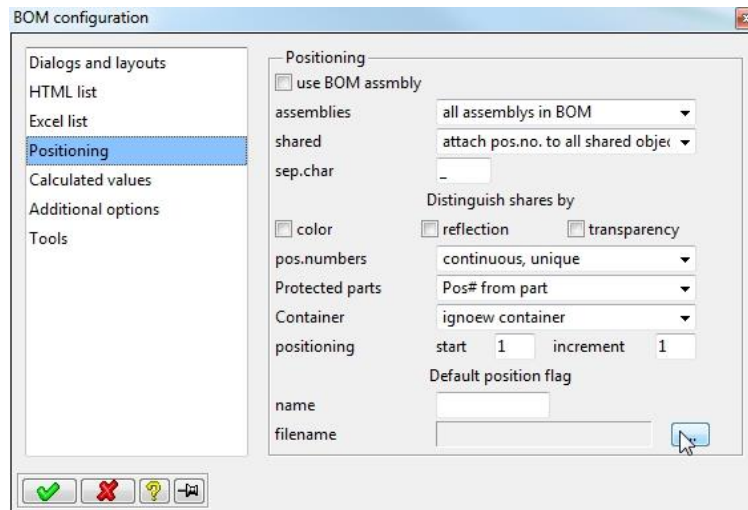 BOM configuration
Dialogs and layouts
HTML list
Excel list
Positioning
Calculated values
Additional options
Tools
Positioning
use BOM assmbly
assemblies all assemblys in BOM
shared attach pos.no. to all shared objec
sep.char _
Distinguish shares by
color reflection transparency
pos.numbers continuous, unique
Protected parts Pos# from part
Container ignoew container
positioning start 1 increment 1
Default position flag
name
filename